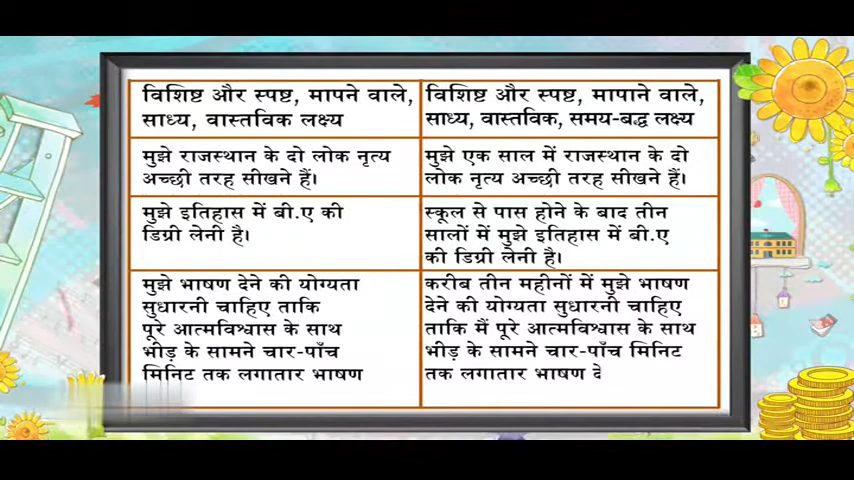 विशिष्ट और स्पष्ट, मापने वाले,
साध्य, वास्तविक लक्ष्य
विशिष्ट और स्पष्ट, मापाने वाले,
साध्य, वास्तविक, समय-बद्ध लक्ष्य
मुझे राजस्थान के दो लोक नृत्य
अच्छी तरह सीखने हैं।
मुझे एक साल में राजस्थान के दो
लोक नृत्य अच्छी तरह सीखने हैं।
मुझे इतिहास में बी.ए की
डिग्री लेनी है।
स्कूल से पास होने के बाद तीन
सालों में मुझे इतिहास में बी.ए
की डिग्री लेनी है।
मुझे भाषण देने की योग्यता
सुधारनी चाहिए ताकि
पूरे आत्मविश्वास के साथ
भीड़ के सामने चार-पाँच
मिनिट तक लगातार भाषण
करीब तीन महीनों में मुझे भाषण
देने की योग्यता सुधारनी चाहिए
ताकि मैं पूरे आत्मविश्वास के साथ
भीड़ के सामने चार-पाँच मिनिट
तक लगातार भाषण दे